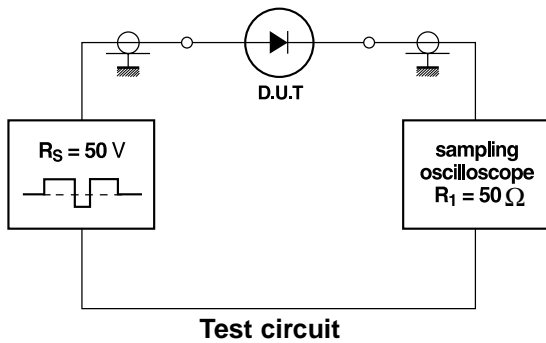 D.U.T
R_S = 50 V
sampling
oscilloscope
R_1 = 50 Ω
Test circuit